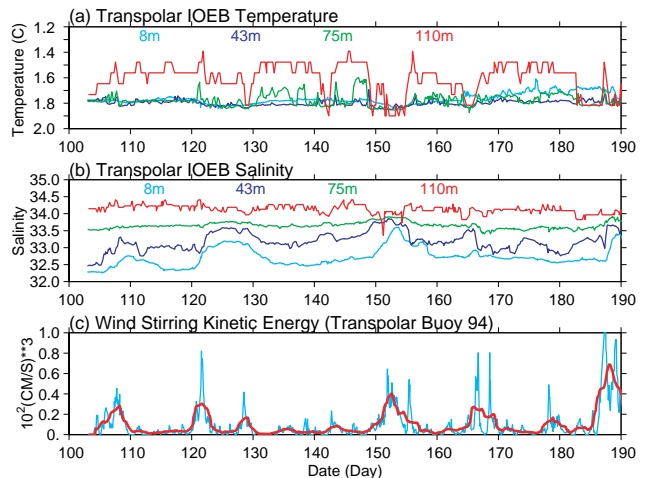 (a) Transpolar IOEB Temperature
Temperature (C)
1.2
1.4
1.6
1.8
2.0
8m 43m 75m 110m
100 110 120 130 140 150 160 170 180 190
(b) Transpolar IOEB Salinity
Salinity
35.0
34.5
34.0
33.5
33.0
32.5
32.0
8m 43m 75m 110m
100 110 120 130 140 150 160 170 180 190
(c) Wind Stirring Kinetic Energy (Transpolar Buoy 94)
10^2(CM/S)**3
1.0
0.8
0.6
0.4
0.2
0.
100 110 120 130 140 150 160 170 180 190
Date (Day)